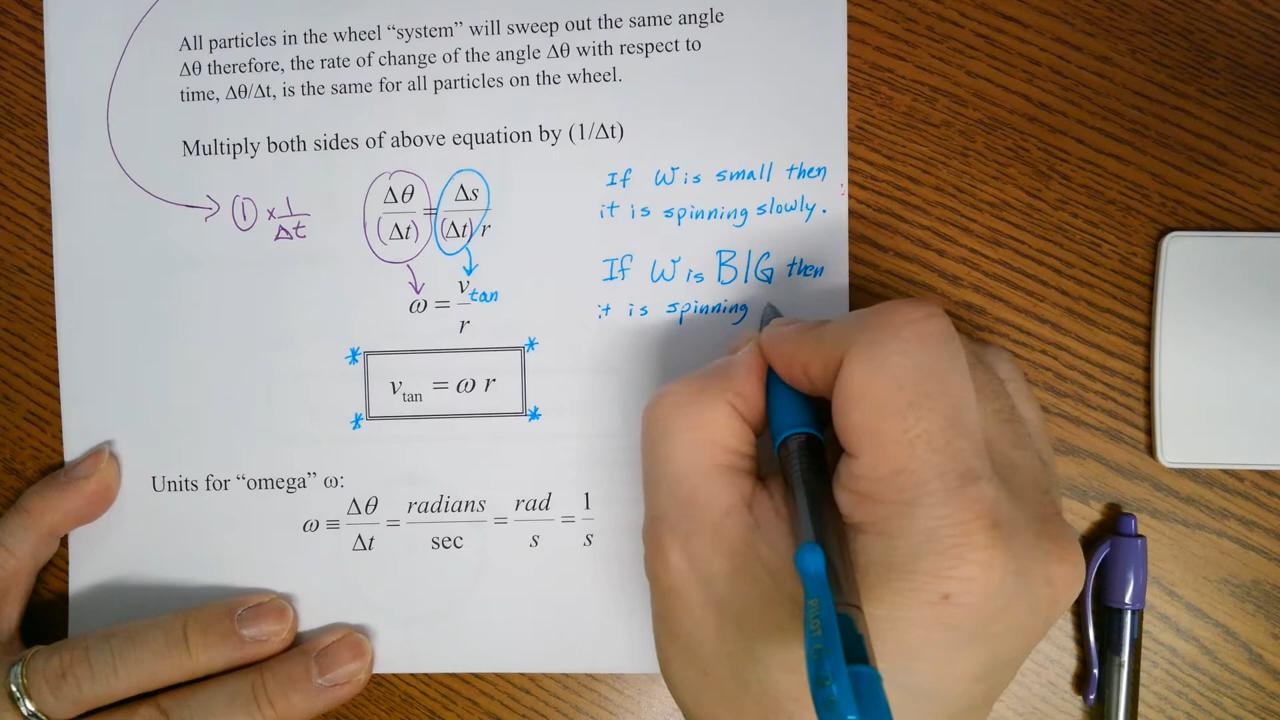 All particles in the wheel “system” will sweep out the same angle
Δθ therefore, the rate of change of the angle Δθ with respect to
time, Δθ/Δt, is the same for all particles on the wheel.
Multiply both sides of above equation by (1/Δt)
① × 1/Δt
Δθ/(Δt) = Δs/(Δt) r
ω = v tan/r
* *
v tan = ω r
* *
If ω is small then
it is spinning slowly.
If ω is BIG then
it is spinning
Units for “omega” ω:
ω ≡ Δθ/Δt = radians/sec = rad/s = 1/s
PILOT